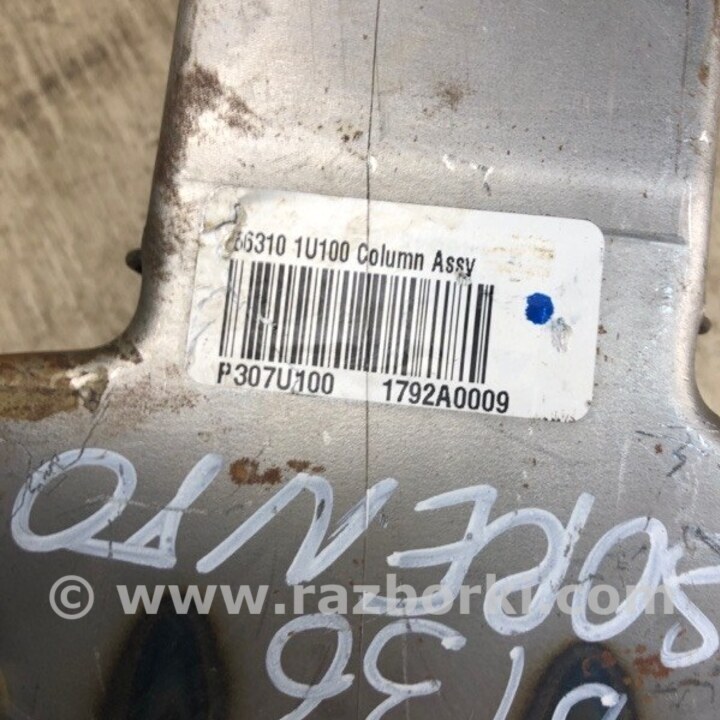 56310 1U100 Column Assy
P307U100 1792A0009
SORENTO
© www.razborki.com